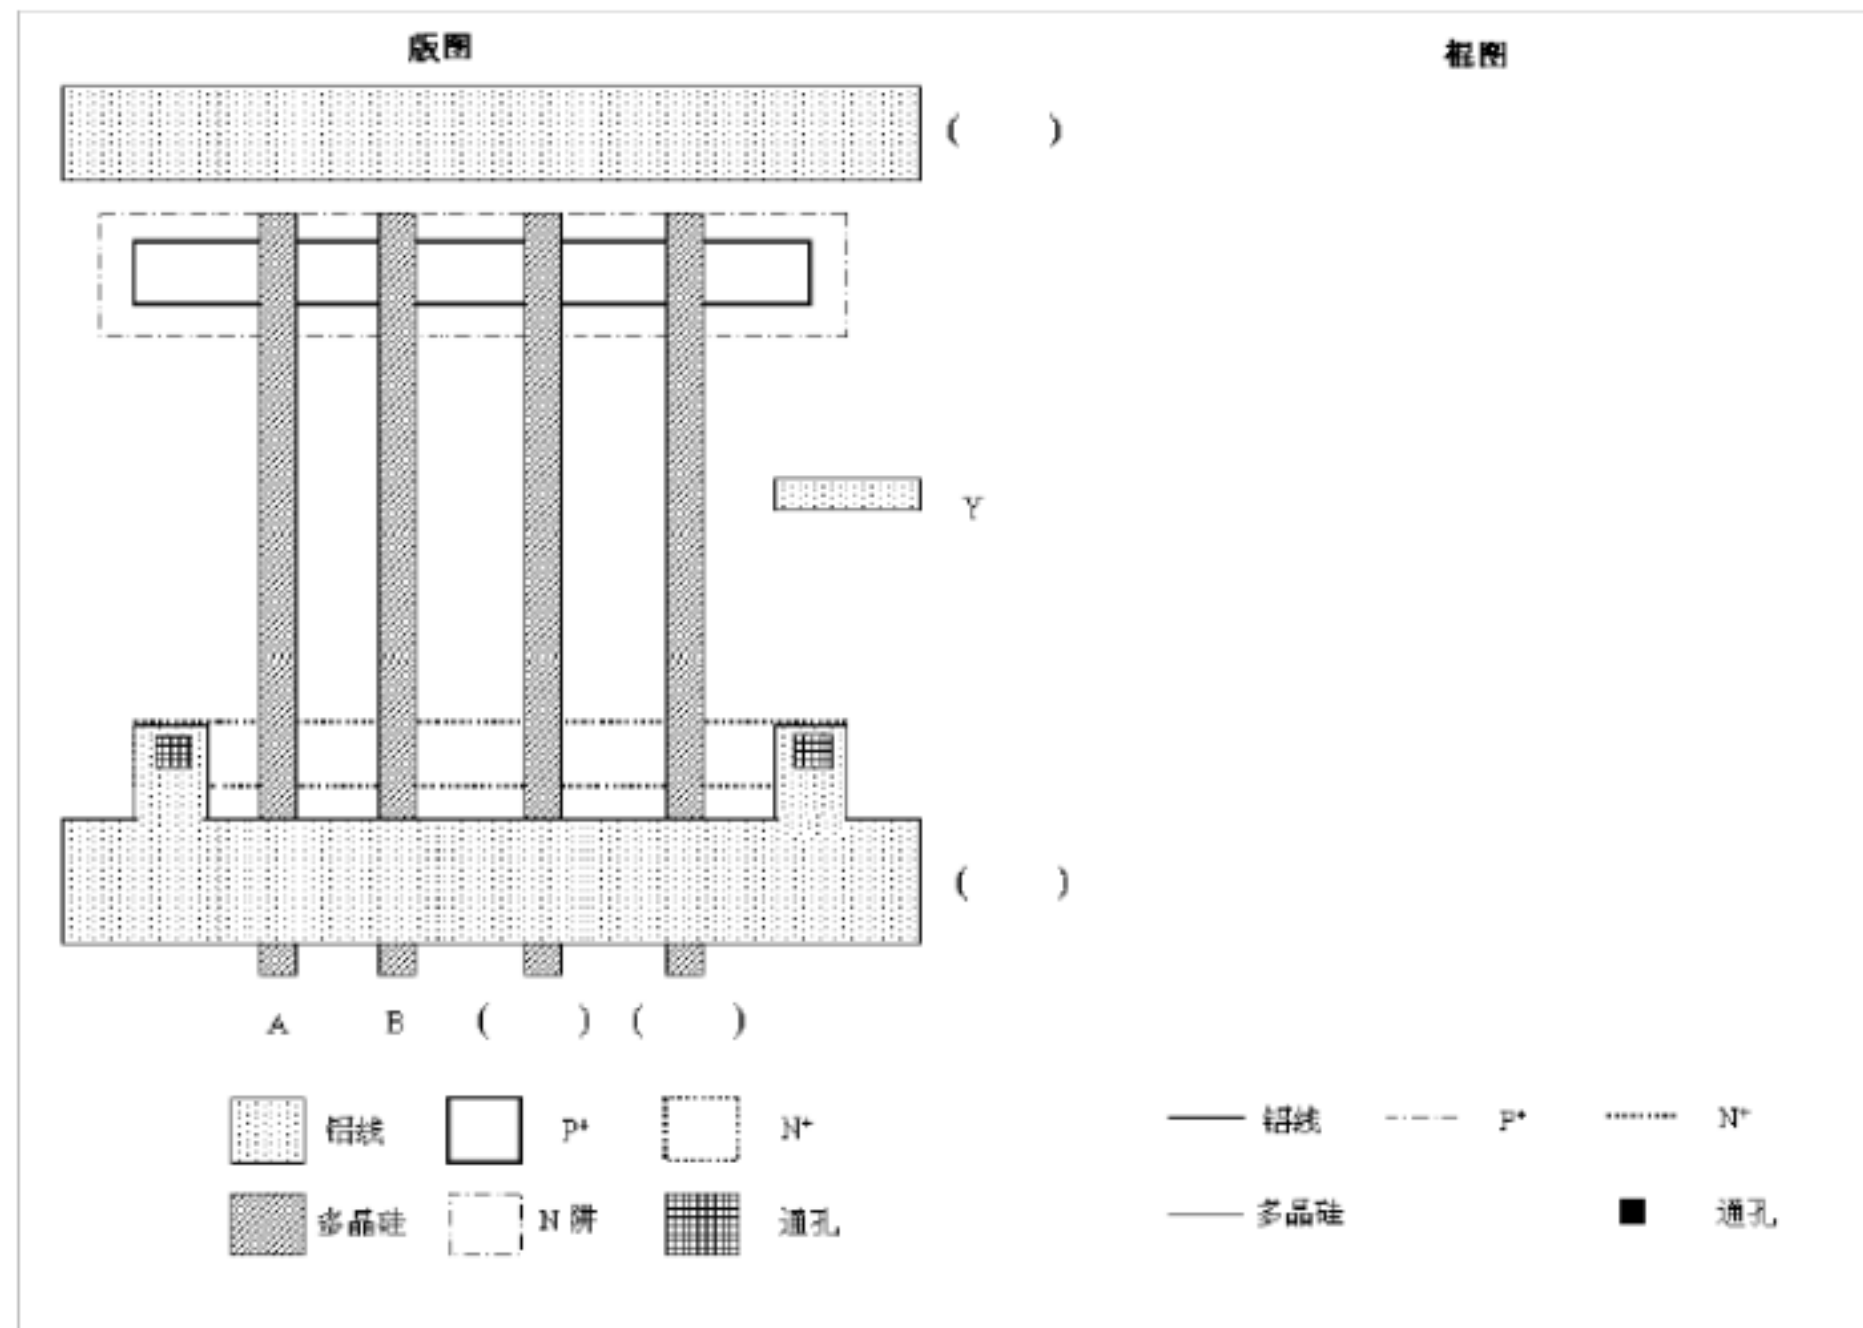 版图
框图
( )
Y
( )
A B ( ) ( )
铝线 P+ N+
多晶硅 N 阱 通孔
铝线 P+ N+
多晶硅 通孔